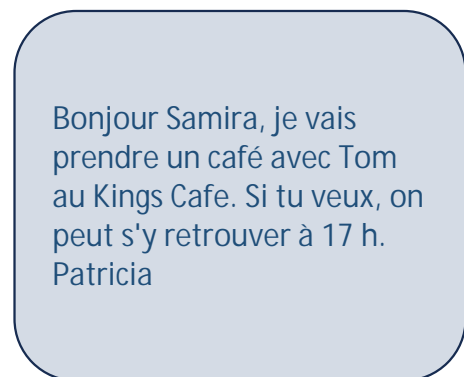 Bonjour Samira, je vais
prendre un café avec Tom
au Kings Cafe. Si tu veux, on
peut s'y retrouver à 17 h.
Patricia